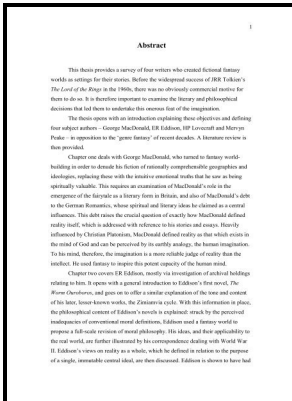 1
Abstract
This thesis provides a survey of four writers who created fictional fantasy
worlds as settings for their stories. Before the widespread success of JRR Tolkien's
The Lord of the Rings in the 1960s, there was no obviously commercial motive for
them to do so. It is therefore important to examine the literary and philosophical
decisions that led them to undertake this onerous feat of the imagination.
The thesis opens with an introduction explaining these objectives and defining
four subject authors – George MacDonald, ER Eddison, HP Lovecraft and Mervyn
Peake – in opposition to the 'genre fantasy' of recent decades. A literature review is
then provided.
Chapter one deals with George MacDonald, who turned to fantasy world-
building in order to denude his fiction of rationally comprehensible geographies and
ideologies, replacing these with the intuitive emotional truths that he saw as being
spiritually valuable. This requires an examination of MacDonald's role in the
emergence of the fairytale as a literary form in Britain, and also of MacDonald's debt
to the German Romantics, whose spiritual and literary ideas he claimed as a central
influences. This debt raises the crucial question of exactly how MacDonald defined
reality itself, which is addressed with reference to his stories and essays. Heavily
influenced by Christian Platonism, MacDonald defined reality as that which exists in
the mind of God and can be perceived by its earthly analogy, the human imagination.
To his mind, therefore, the imagination is a more reliable judge of reality than the
intellect. He used fantasy to inspire this potent capacity of the human mind.
Chapter two covers ER Eddison, mostly via investigation of archival holdings
relating to him. It opens with a general introduction to Eddison's first novel, The
Worm Ouroboros, and goes on to offer a similar explanation of the tone and content
of his later, lesser-known works, the Zimiamvia cycle. With this information in place,
the philosophical content of Eddison's novels is explained: struck by the perceived
inadequacies of conventional moral definitions, Eddison used a fantasy world to
propose a full-scale revision of moral philosophy. His ideas, and their applicability to
the real world, are further illustrated by his correspondence dealing with World War
II. Eddison's views on reality as a whole, which he defined in relation to the purpose
of a single, immutable central ideal, are then discussed. Eddison is shown to have had